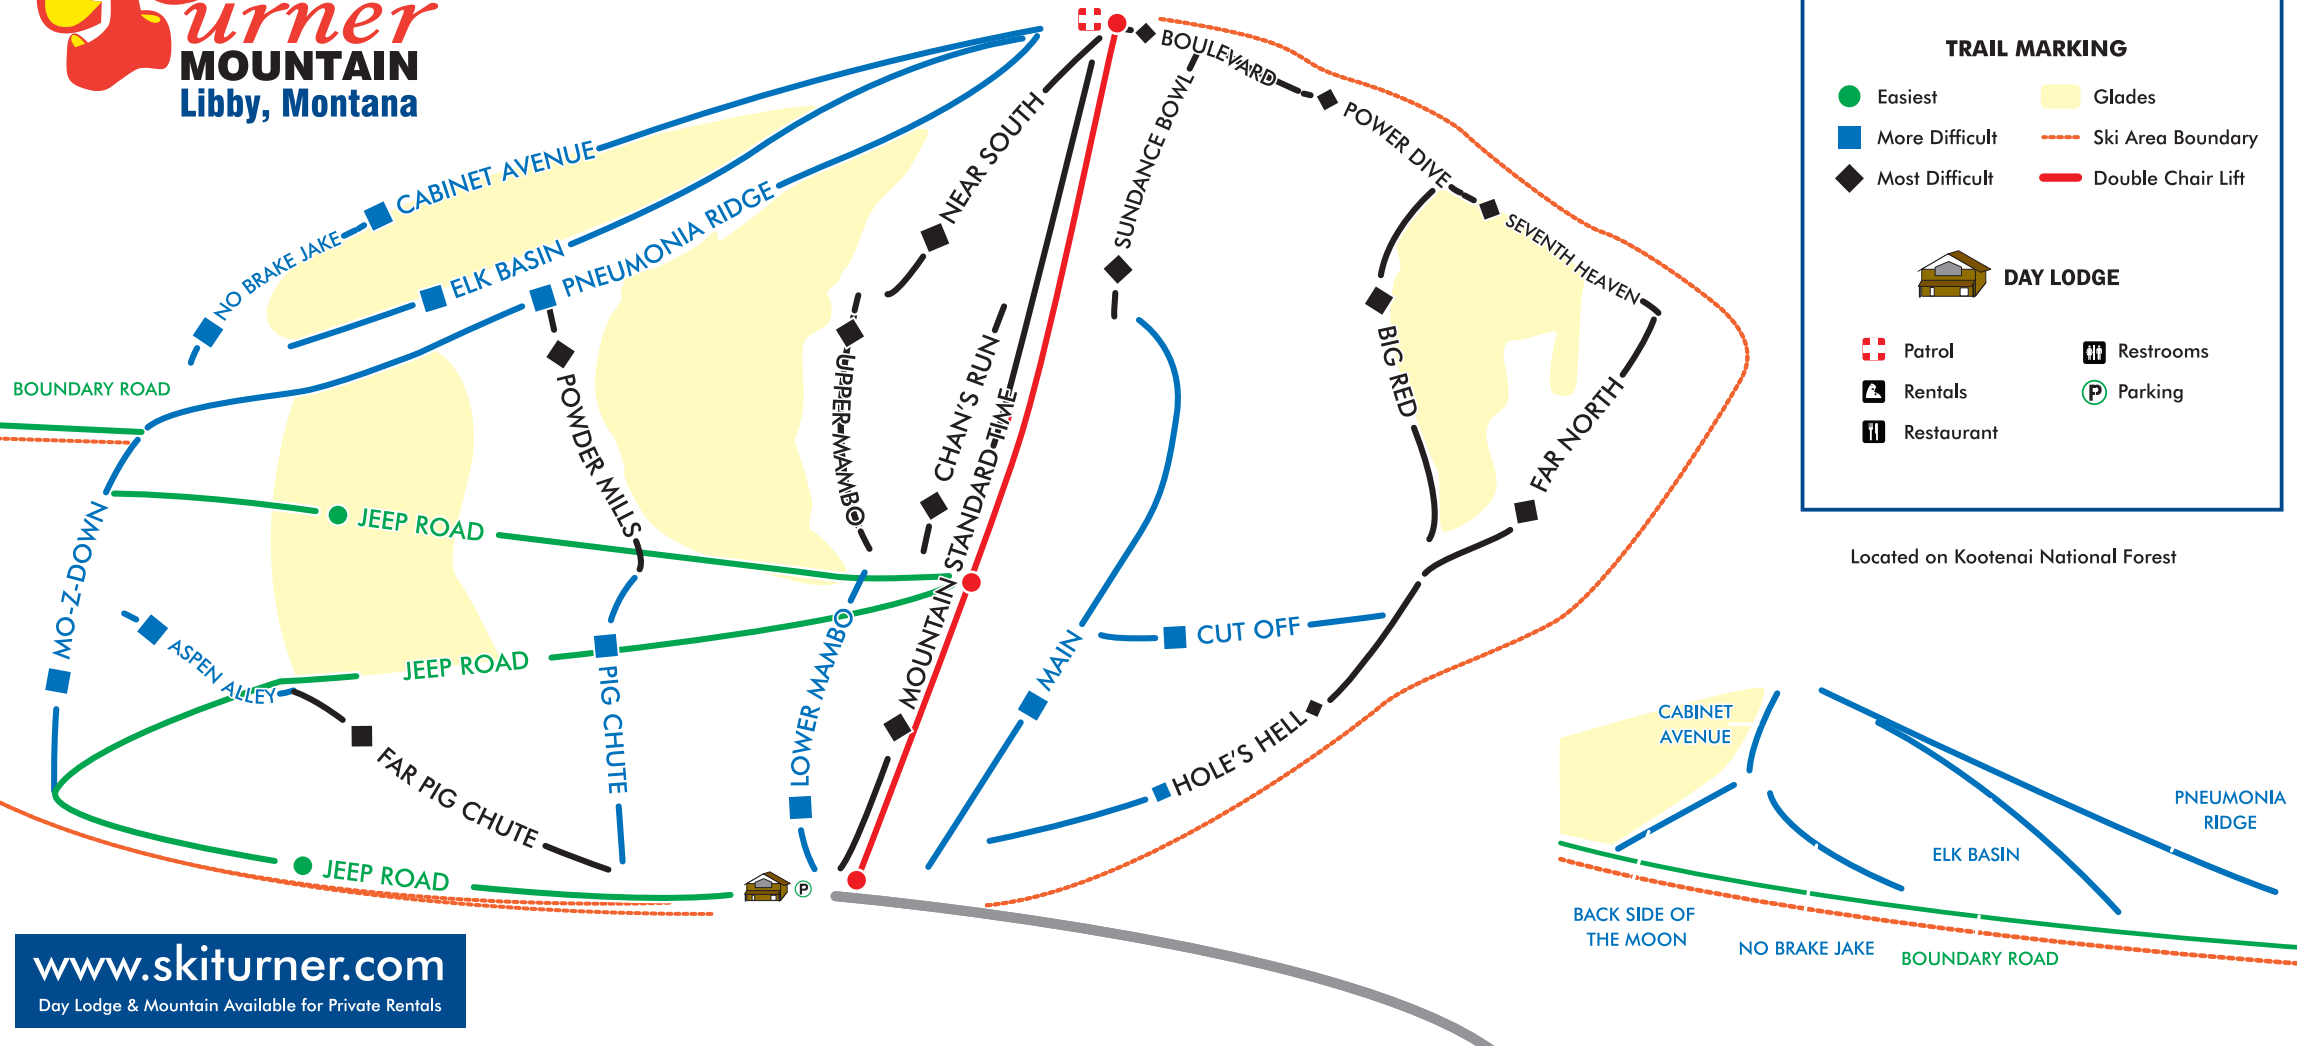 urner
MOUNTAIN
Libby, Montana
CABINET AVENUE
NO BRAKE JAKE
ELK BASIN
PNEUMONIA RIDGE
BOUNDARY ROAD
POWDER MILLS
UPPER MAMBO
NEAR SOUTH
CHAN'S RUN
MOUNTAIN STANDARD TIME
SUNDANCE BOWL
BOULEVARD
POWER DIVE
SEVENTH HEAVEN
BIG RED
FAR NORTH
JEEP ROAD
MO-Z-DOWN
ASPEN ALLEY
JEEP ROAD
PIG CHUTE
LOWER MAMBO
MAIN
CUT OFF
HOLE'S HELL
FAR PIG CHUTE
JEEP ROAD
P
www.skiturner.com
Day Lodge & Mountain Available for Private Rentals
TRAIL MARKING
Easiest
Glades
More Difficult
Ski Area Boundary
Most Difficult
Double Chair Lift
DAY LODGE
Patrol
Restrooms
Rentals
P Parking
Restaurant
Located on Kootenai National Forest
CABINET
AVENUE
PNEUMONIA
RIDGE
ELK BASIN
BACK SIDE OF
THE MOON
NO BRAKE JAKE
BOUNDARY ROAD